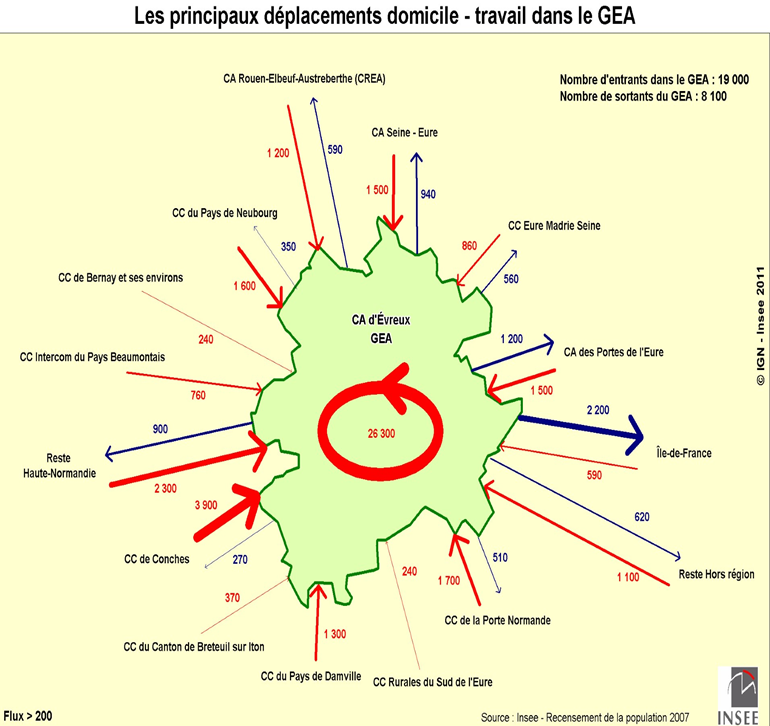 Les principaux déplacements domicile - travail dans le GEA
Nombre d'entrants dans le GEA : 19 000
Nombre de sortants du GEA : 8 100
CA Rouen-Elbeuf-Austreberthe (CREA)
1 200
590
CA Seine - Eure
1 500
940
CC du Pays de Neubourg
350
1 600
CC Eure Madrie Seine
860
560
CC de Bernay et ses environs
240
CA d'Évreux
GEA
1 200
CA des Portes de l'Eure
1 500
CC Intercom du Pays Beaumontais
760
26 300
900
2 200
Île-de-France
590
Reste
Haute-Normandie
2 300
3 900
CC de Conches
270
620
Reste Hors région
1 100
510
1 700
CC de la Porte Normande
370
CC du Canton de Breteuil sur Iton
1 300
CC du Pays de Damville
240
CC Rurales du Sud de l'Eure
© IGN - Insee 2011
Flux > 200
Source : Insee - Recensement de la population 2007
INSEE